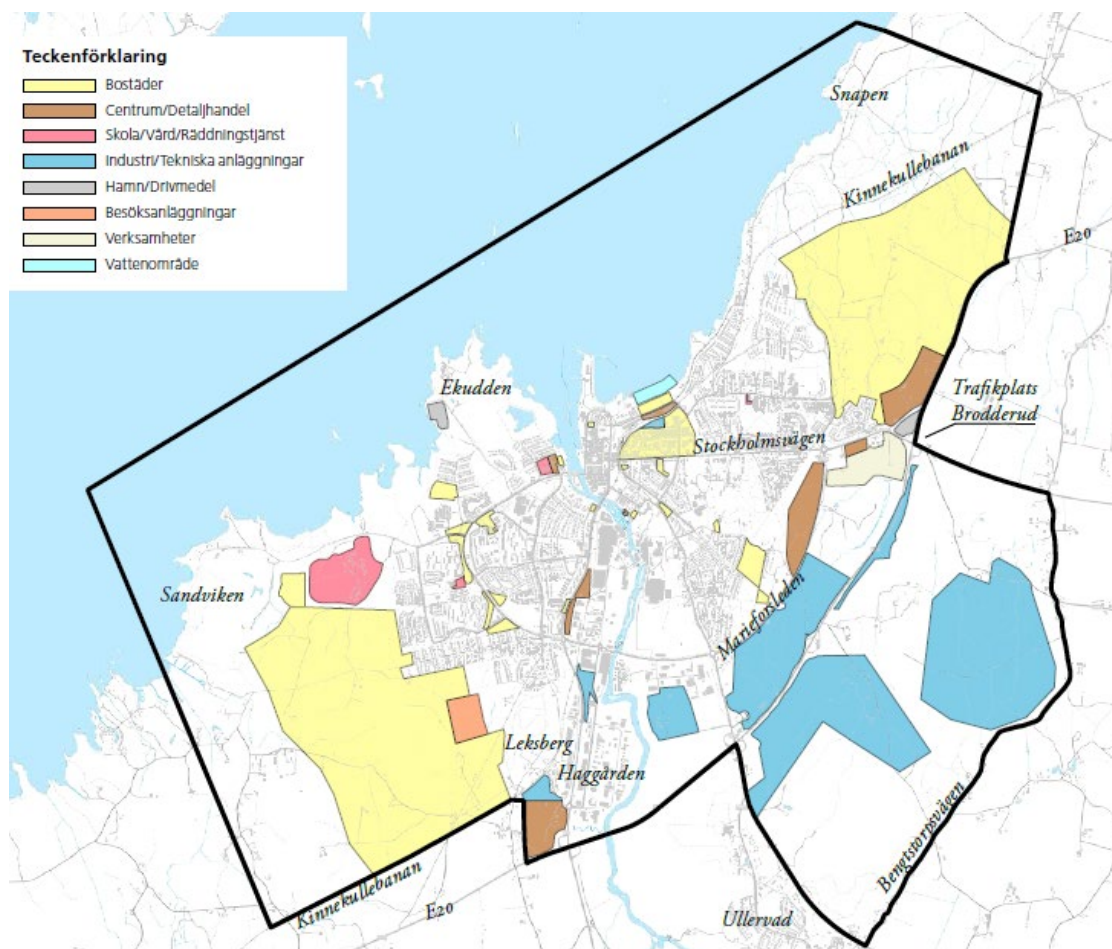 Teckenförklaring
Bostäder
Centrum/Detaljhandel
Skola/Vård/Räddningstjänst
Industri/Tekniska anläggningar
Hamn/Drivmedel
Besöksanläggningar
Verksamheter
Vattenområde
Snapen
Kinnekullebanan
E20
Ekudden
Trafikplats
Brodderud
Stockholmsvägen
Sandviken
Marieforsleden
Leksberg
Haggården
Bengtstorpsvägen
Kinnekullebanan
E20
Ullervad